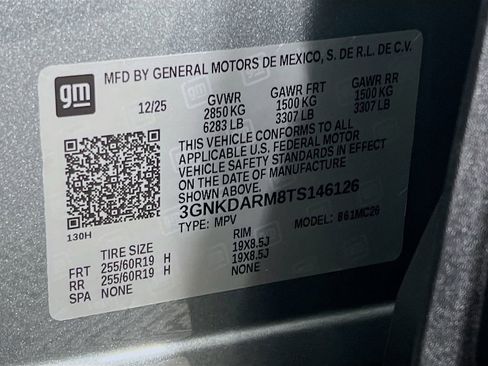 gm
MFD BY GENERAL MOTORS DE MEXICO, S. DE R.L. DE C.V.
12/25 GVWR GAWR FRT GAWR RR
2850 KG 1500 KG 1500 KG
6283 LB 3307 LB 3307 LB
THIS VEHICLE CONFORMS TO ALL
APPLICABLE U.S. FEDERAL MOTOR
VEHICLE SAFETY STANDARDS IN EFFECT
ON THE DATE OF MANUFACTURE
SHOWN ABOVE.
3GNKDARM8TS146126
TYPE: MPV MODEL: B61MC26
130H
TIRE SIZE RIM
FRT 255/60R19 H 19X8.5J
RR 255/60R19 H 19X8.5J
SPA NONE NONE